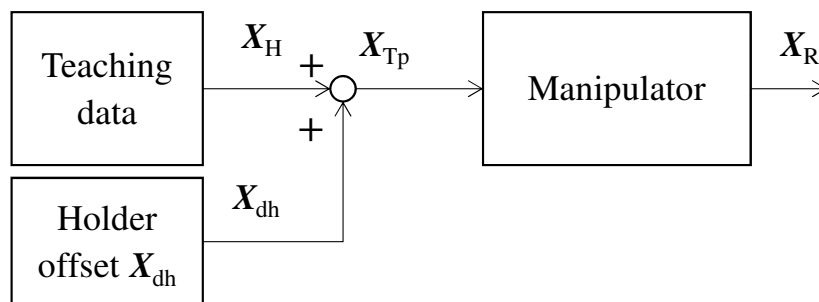 Teaching
data
X_H
+
+
X_Tp
Manipulator
X_R
Holder
offset X_dh
X_dh